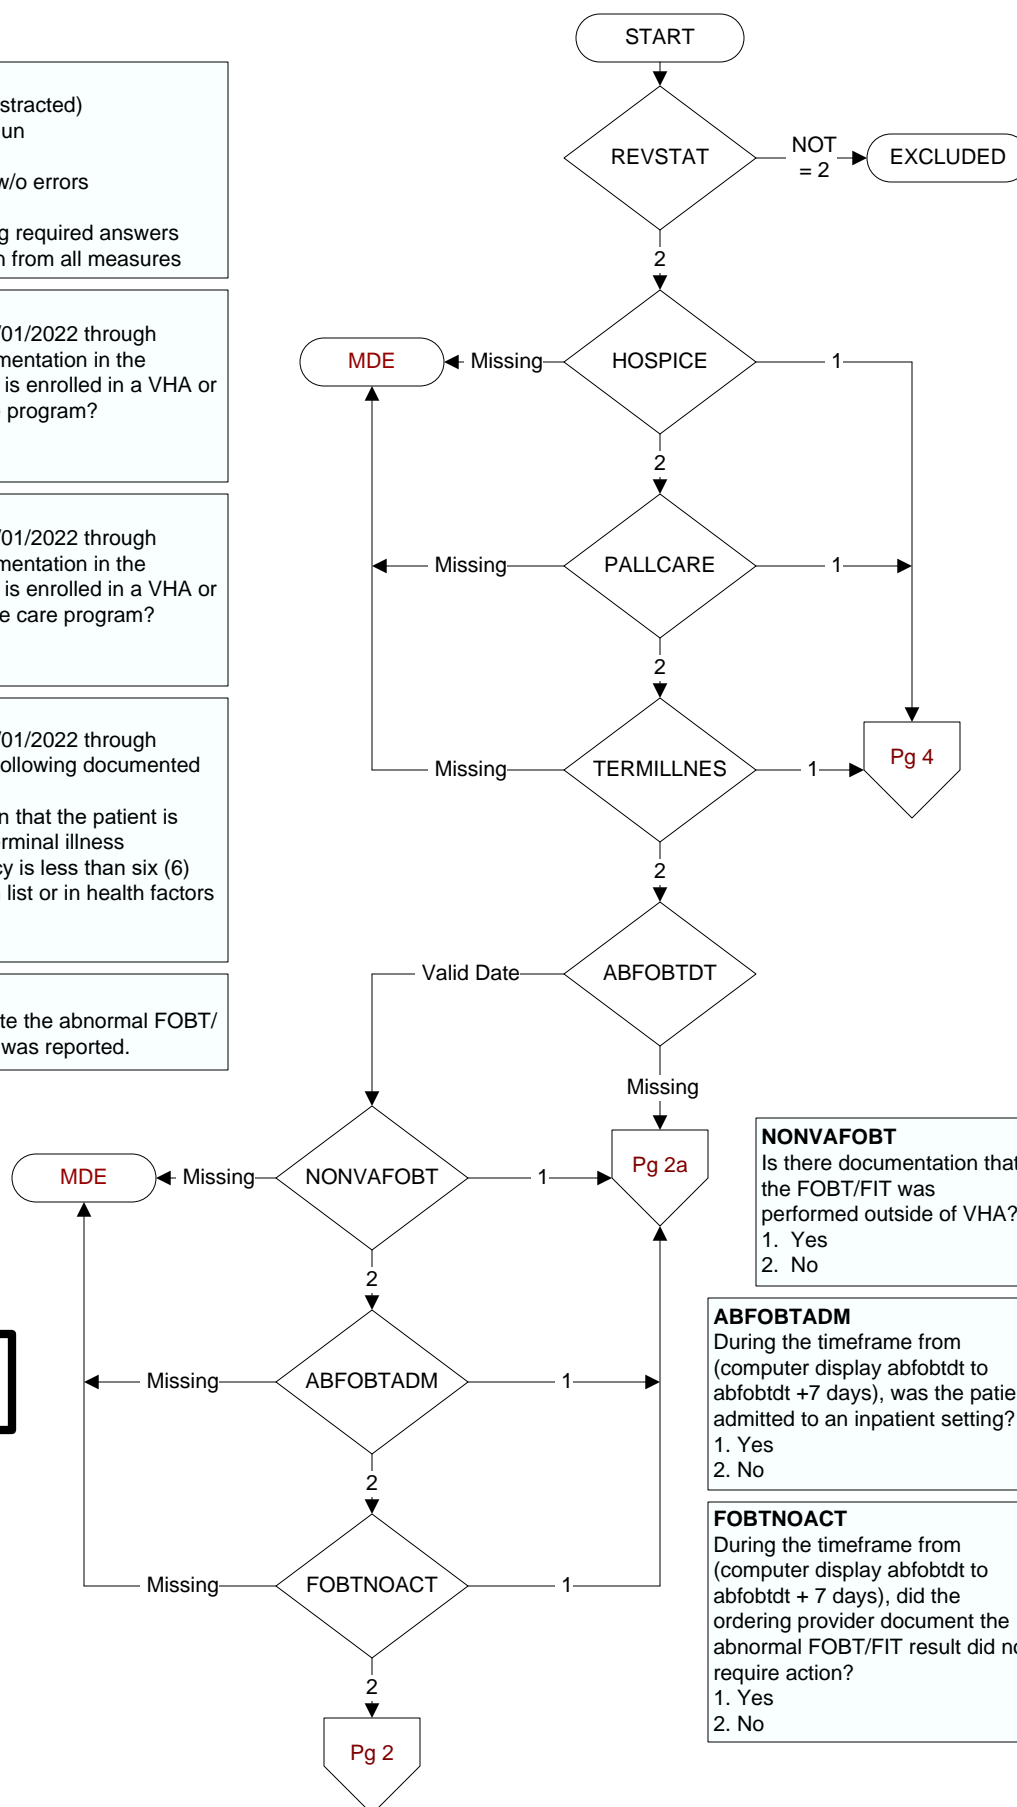 START
REVSTAT
NOT
= 2
EXCLUDED
2
stracted)
un
w/o errors
g required answers
n from all measures
MDE
Missing
HOSPICE
1
2
/01/2022 through
mentation in the
is enrolled in a VHA or
program?
Missing
PALLCARE
1
2
/01/2022 through
mentation in the
is enrolled in a VHA or
e care program?
Missing
TERMILLNES
1
Pg 4
2
/01/2022 through
ollowing documented
n that the patient is
erminal illness
cy is less than six (6)
list or in health factors
Valid Date
ABFOBTDT
Missing
te the abnormal FOBT/
was reported.
MDE
Missing
NONVAFOBT
1
Pg 2a
2
NONVAFOBT
Is there documentation that
the FOBT/FIT was
performed outside of VHA?
1. Yes
2. No
Missing
ABFOBTADM
1
2
ABFOBTADM
During the timeframe from
(computer display abfobtdt to
abfobtdt +7 days), was the patie
admitted to an inpatient setting?
1. Yes
2. No
Missing
FOBTNOACT
1
2
Pg 2
FOBTNOACT
During the timeframe from
(computer display abfobtdt to
abfobtdt + 7 days), did the
ordering provider document the
abnormal FOBT/FIT result did no
require action?
1. Yes
2. No